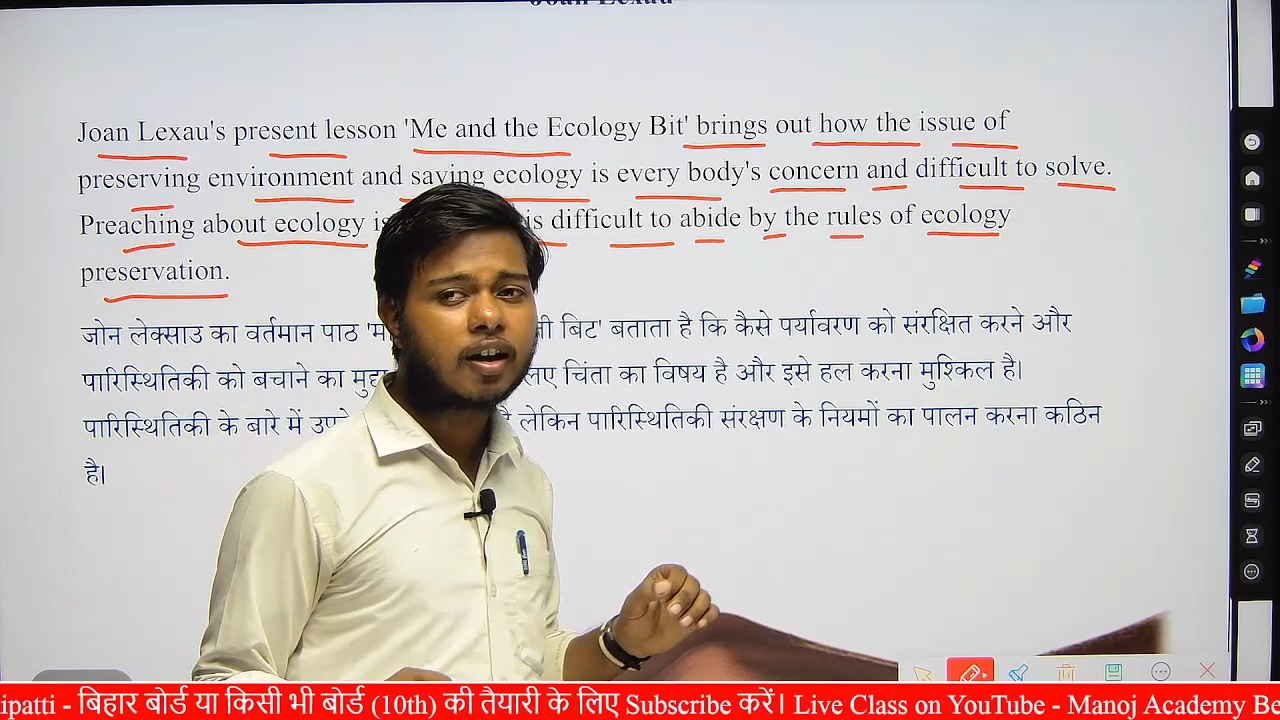 Joan Lexau
Joan Lexau's present lesson 'Me and the Ecology Bit' brings out how the issue of
preserving environment and saving ecology is every body's concern and difficult to solve.
Preaching about ecology is difficult to abide by the rules of ecology
preservation.
जोन लेक्साउ का वर्तमान पाठ बिट' बताता है कि कैसे पर्यावरण को संरक्षित करने और
पारिस्थितिकी को बचाने का मुद्दा चिंता का विषय है और इसे हल करना मुश्किल है।
पारिस्थितिकी के बारे में लेकिन पारिस्थितिकी संरक्षण के नियमों का पालन करना कठिन
है।
ipatti - बिहार बोर्ड या किसी भी बोर्ड (10th) की तैयारी के लिए Subscribe करें। Live Class on YouTube - Manoj Academy Be